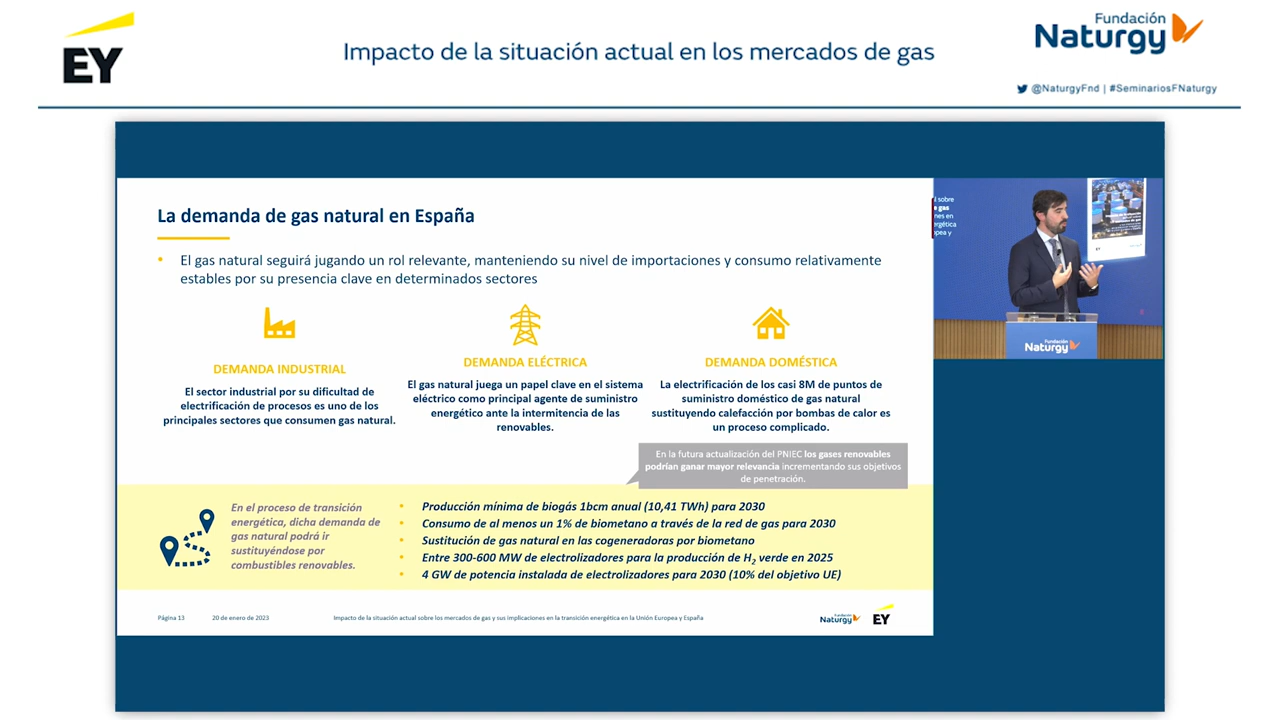 EY
Impacto de la situación actual en los mercados de gas
Fundación
Naturgy
@NaturgyFnd | #SeminariosFNaturgy
La demanda de gas natural en España
• El gas natural seguirá jugando un rol relevante, manteniendo su nivel de importaciones y consumo relativamente
estables por su presencia clave en determinados sectores
DEMANDA INDUSTRIAL
El sector industrial por su dificultad de
electrificación de procesos es uno de los
principales sectores que consumen gas natural.
DEMANDA ELÉCTRICA
El gas natural juega un papel clave en el sistema
eléctrico como principal agente de suministro
energético ante la intermitencia de las
renovables.
DEMANDA DOMÉSTICA
La electrificación de los casi 8M de puntos de
suministro doméstico de gas natural
sustituyendo calefacción por bombas de calor es
un proceso complicado.
En la futura actualización del PNIEC los gases renovables
podrían ganar mayor relevancia incrementando sus objetivos
de penetración.
En el proceso de transición
energética, dicha demanda de
gas natural podrá ir
sustituyéndose por
combustibles renovables.
• Producción mínima de biogás 1bcm anual (10,41 TWh) para 2030
• Consumo de al menos un 1% de biometano a través de la red de gas para 2030
• Sustitución de gas natural en las cogeneradoras por biometano
• Entre 300-600 MW de electrolizadores para la producción de H2 verde en 2025
• 4 GW de potencia instalada de electrolizadores para 2030 (10% del objetivo UE)
Página 13 20 de enero de 2023 Impacto de la situación actual sobre los mercados de gas y sus implicaciones en la transición energética en la Unión Europea y España
Fundación
Naturgy
EY
l sobre
e gas
nes en
ergética
opea y
Fundación
Naturgy